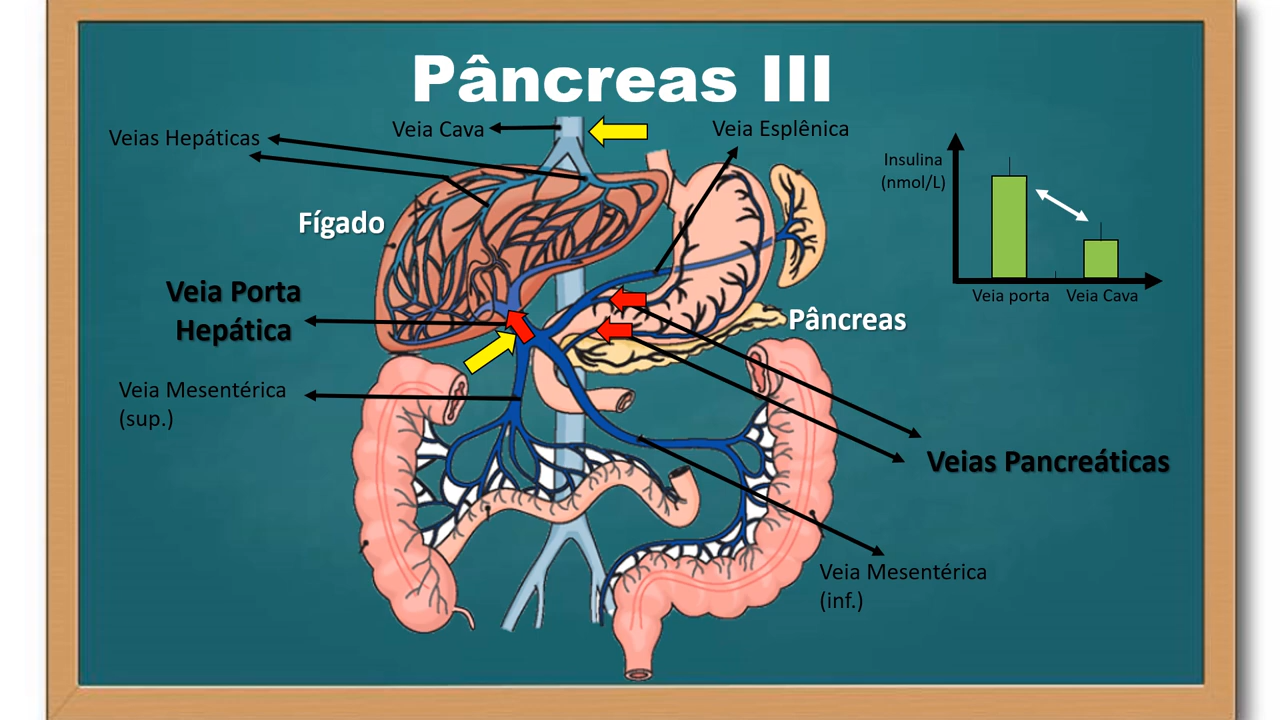 Pâncreas III
Veias Hepáticas
Veia Cava
Veia Esplênica
Insulina
(nmol/L)
Fígado
Veia Porta
Hepática
Veia porta
Veia Cava
Pâncreas
Veia Mesentérica
(sup.)
Veias Pancreáticas
Veia Mesentérica
(inf.)